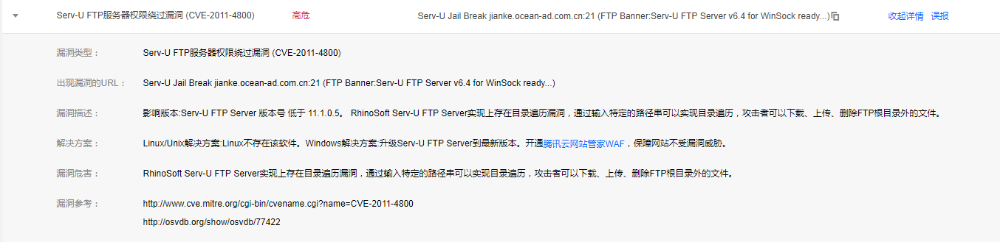 Serv-U FTP服务器权限绕过漏洞 (CVE-2011-4800) 高危 Serv-U Jail Break jianke.ocean-ad.com.cn:21 (FTP Banner:Serv-U FTP Server v6.4 for WinSock ready...) 收起详情 误报
漏洞类型： Serv-U FTP服务器权限绕过漏洞 (CVE-2011-4800)
出现漏洞的URL： Serv-U Jail Break jianke.ocean-ad.com.cn:21 (FTP Banner:Serv-U FTP Server v6.4 for WinSock ready...)
漏洞描述： 影响版本:Serv-U FTP Server 版本号 低于 11.1.0.5。 RhinoSoft Serv-U FTP Server实现上存在目录遍历漏洞，通过输入特定的路径串可以实现目录遍历，攻击者可以下载、上传、删除FTP根目录外的文件。
解决方案： Linux/Unix解决方案:Linux不存在该软件。Windows解决方案:升级Serv-U FTP Server到最新版本。开通腾讯云网站管家WAF，保障网站不受漏洞威胁。
漏洞危害： RhinoSoft Serv-U FTP Server实现上存在目录遍历漏洞，通过输入特定的路径串可以实现目录遍历，攻击者可以下载、上传、删除FTP根目录外的文件。
漏洞参考： http://www.cve.mitre.org/cgi-bin/cvename.cgi?name=CVE-2011-4800
http://osvdb.org/show/osvdb/77422